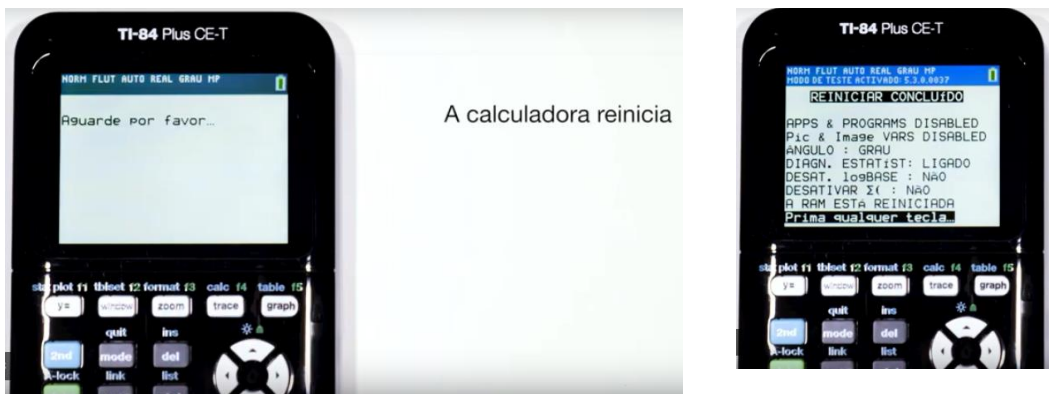 TI-84 Plus CE-T
NORM FLUT AUTO REAL GRAU MP
Aguarde por favor...
stat plot f1 tblset f2 format f3 calc f4 table f5
y= window zoom trace graph
quit ins
2nd mode del
A-lock link list
A calculadora reinicia
TI-84 Plus CE-T
NORM FLUT AUTO REAL GRAU MP
MODO DE TESTE ACTIVADO: 5.3.0.0037
REINICIAR CONCLUÍDO
APPS & PROGRAMS DISABLED
Pic & Image VARS DISABLED
ÂNGULO : GRAU
DIAGN. ESTATÍST: LIGADO
DESAT. logBASE : NÃO
DESATIVAR Σ( : NÃO
A RAM ESTÁ REINICIADA
Prima qualquer tecla...
stat plot f1 tblset f2 format f3 calc f4 table f5
y= window zoom trace graph
quit ins
2nd mode del
A-lock link list